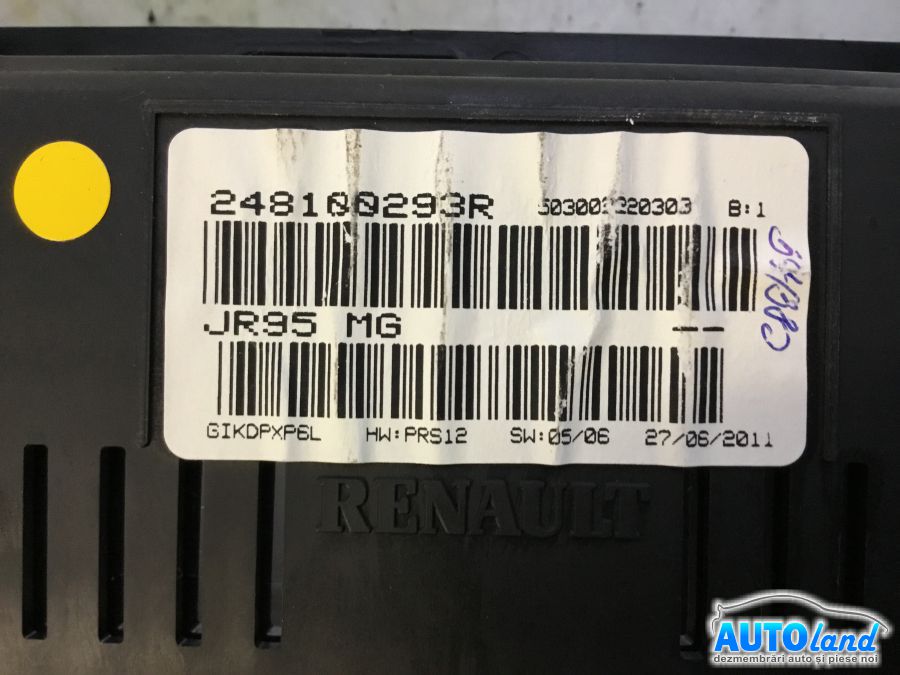 248100293R 503003220303 B:1
JR95 MG --
GIKDPXP6L HW:PRS12 SW:05/06 27/06/2011
RENAULT
AUTOland
dezmembrări auto și piese noi